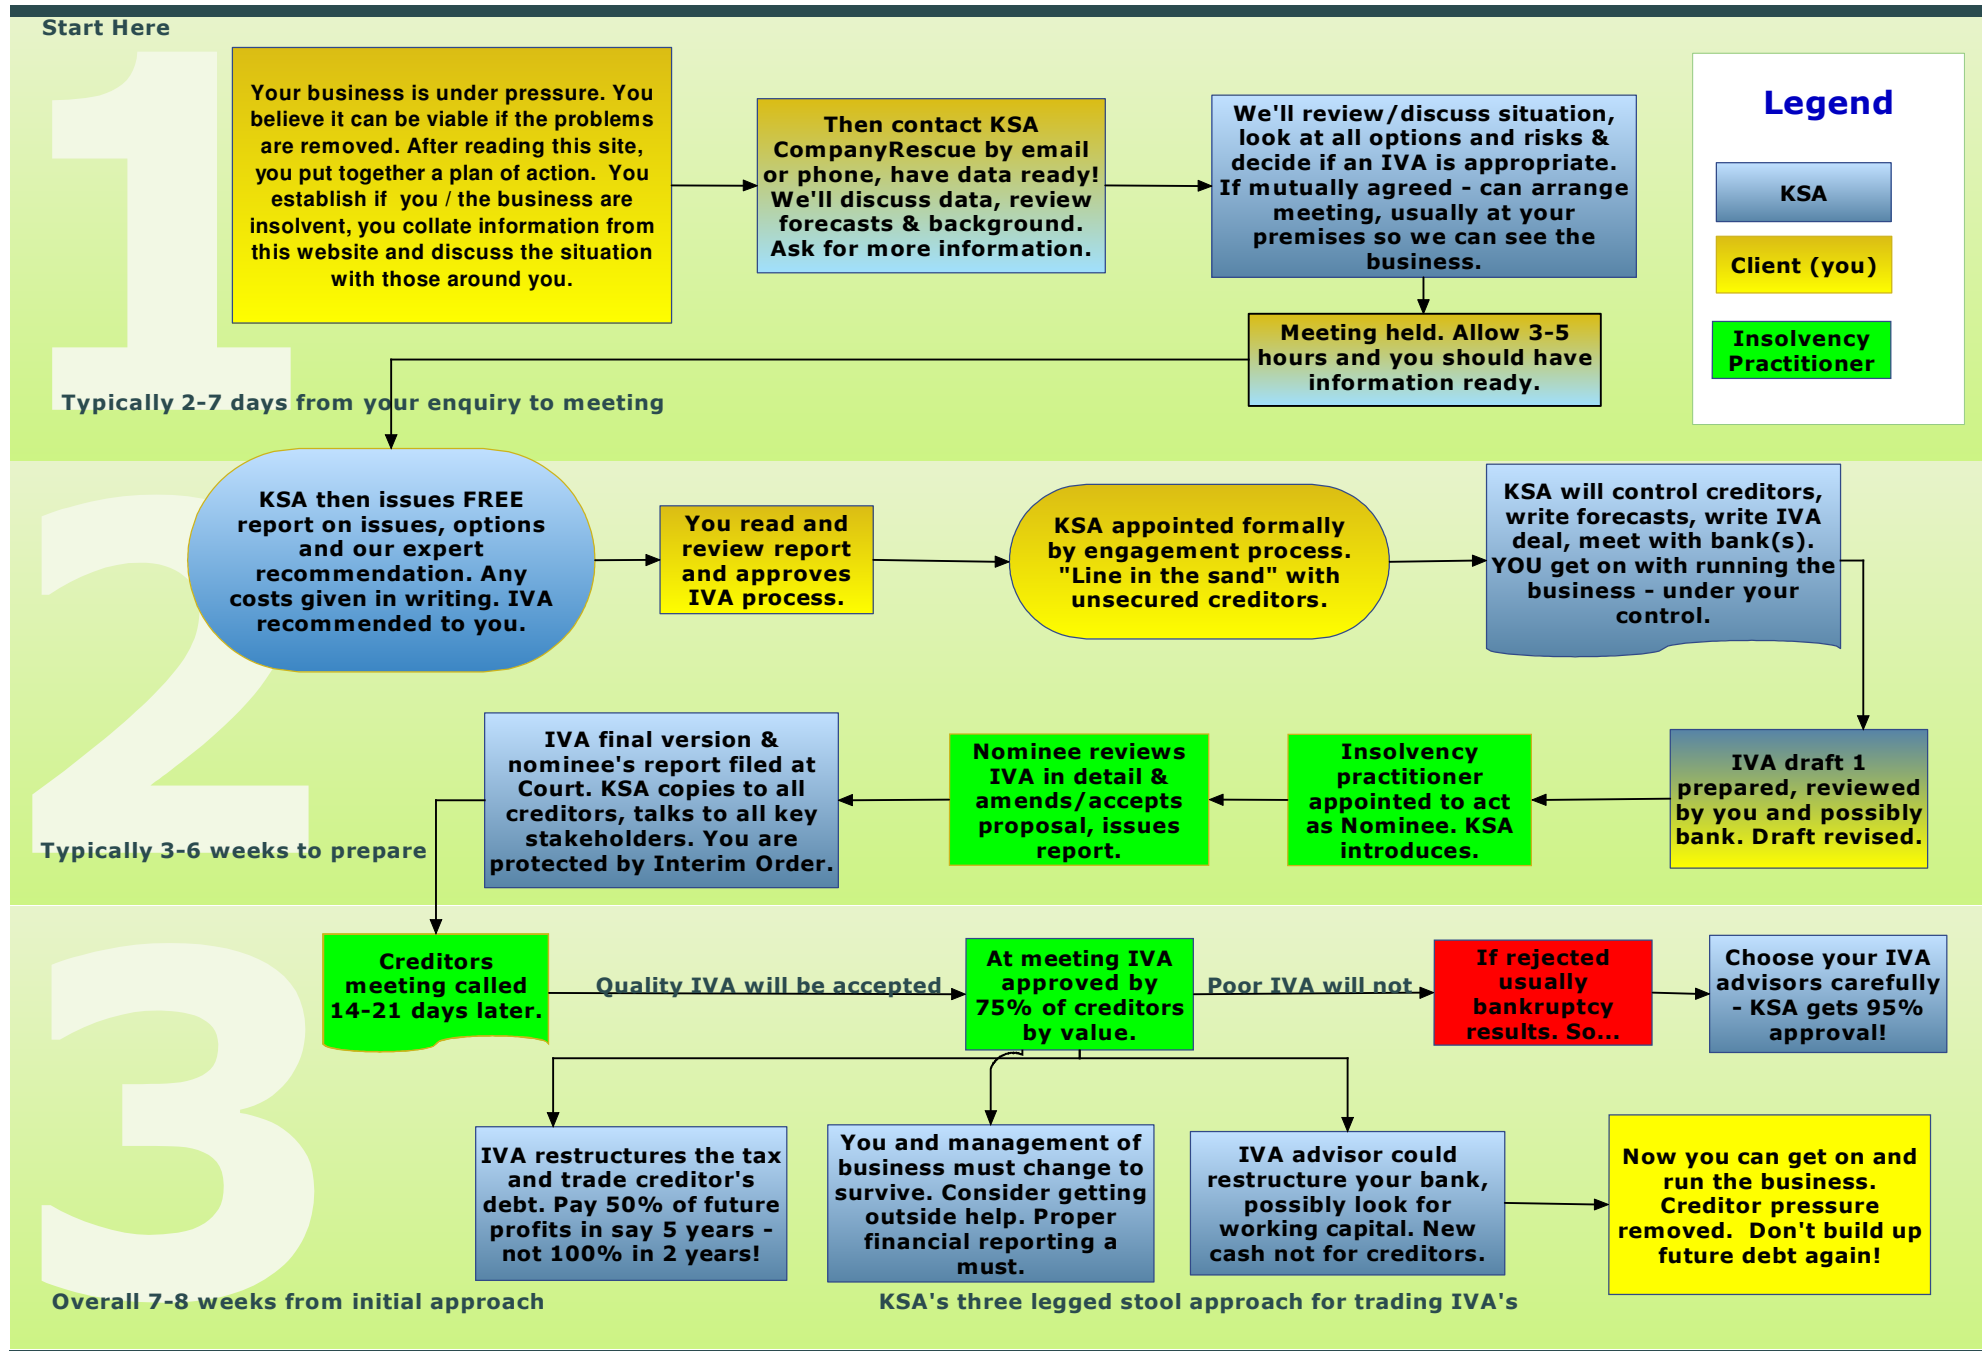 Start Here
1
Your business is under pressure. You
believe it can be viable if the problems
are removed. After reading this site,
you put together a plan of action. You
establish if you / the business are
insolvent, you collate information from
this website and discuss the situation
with those around you.
Then contact KSA
CompanyRescue by email
or phone, have data ready!
We'll discuss data, review
forecasts & background.
Ask for more information.
We'll review/discuss situation,
look at all options and risks &
decide if an IVA is appropriate.
If mutually agreed - can arrange
meeting, usually at your
premises so we can see the
business.
Legend
KSA
Client (you)
Insolvency
Practitioner
Meeting held. Allow 3-5
hours and you should have
information ready.
Typically 2-7 days from your enquiry to meeting
2
KSA then issues FREE
report on issues, options
and our expert
recommendation. Any
costs given in writing. IVA
recommended to you.
You read and
review report
and approves
IVA process.
KSA appointed formally
by engagement process.
"Line in the sand" with
unsecured creditors.
KSA will control creditors,
write forecasts, write IVA
deal, meet with bank(s).
YOU get on with running the
business - under your
control.
IVA draft 1
prepared, reviewed
by you and possibly
bank. Draft revised.
Insolvency
practitioner
appointed to act
as Nominee. KSA
introduces.
Nominee reviews
IVA in detail &
amends/accepts
proposal, issues
report.
IVA final version &
nominee's report filed at
Court. KSA copies to all
creditors, talks to all key
stakeholders. You are
protected by Interim Order.
Typically 3-6 weeks to prepare
3
Creditors
meeting called
14-21 days later.
Quality IVA will be accepted
At meeting IVA
approved by
75% of creditors
by value.
Poor IVA will not
If rejected
usually
bankruptcy
results. So...
Choose your IVA
advisors carefully
- KSA gets 95%
approval!
IVA restructures the tax
and trade creditor's
debt. Pay 50% of future
profits in say 5 years -
not 100% in 2 years!
You and management of
business must change to
survive. Consider getting
outside help. Proper
financial reporting a
must.
IVA advisor could
restructure your bank,
possibly look for
working capital. New
cash not for creditors.
Now you can get on and
run the business.
Creditor pressure
removed. Don't build up
future debt again!
Overall 7-8 weeks from initial approach
KSA's three legged stool approach for trading IVA's